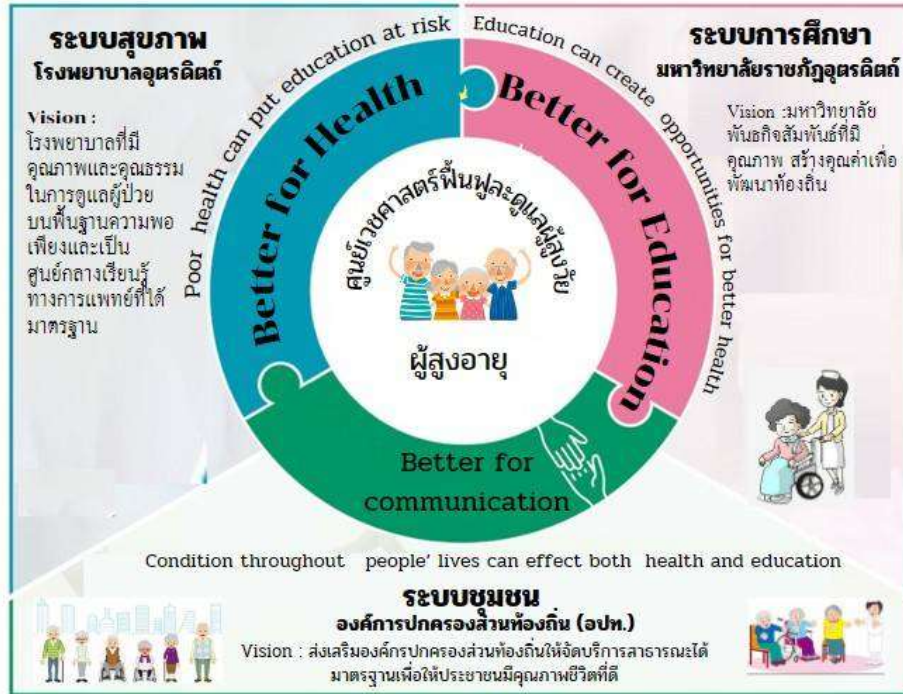 ระบบสุขภาพ
โรงพยาบาลอุตรดิตถ์
Vision :
โรงพยาบาลที่มี
คุณภาพและคุณธรรม
ในการดูแลผู้ป่วย
บนพื้นฐานความพอ
เพียงและเป็น
ศูนย์กลางเรียนรู้
ทางการแพทย์ที่ได้
มาตรฐาน
Poor health can put education at risk
Better for Health
Education can create opportunities for better health
Better for Education
ระบบการศึกษา
มหาวิทยาลัยราชภัฏอุตรดิตถ์
Vision :มหาวิทยาลัย
พันธกิจสัมพันธ์ที่มี
คุณภาพ สร้างคุณค่าเพื่อ
พัฒนาท้องถิ่น
ศูนย์เวชศาสตร์ฟื้นฟูละดูแลผู้สูงวัย
ผู้สูงอายุ
Better for
communication
Condition throughout people' lives can effect both health and education
ระบบชุมชน
องค์การปกครองส่วนท้องถิ่น (อปท.)
Vision : ส่งเสริมองค์กรปกครองส่วนท้องถิ่นให้จัดบริการสาธารณะได้
มาตรฐานเพื่อให้ประชาชนมีคุณภาพชีวิตที่ดี